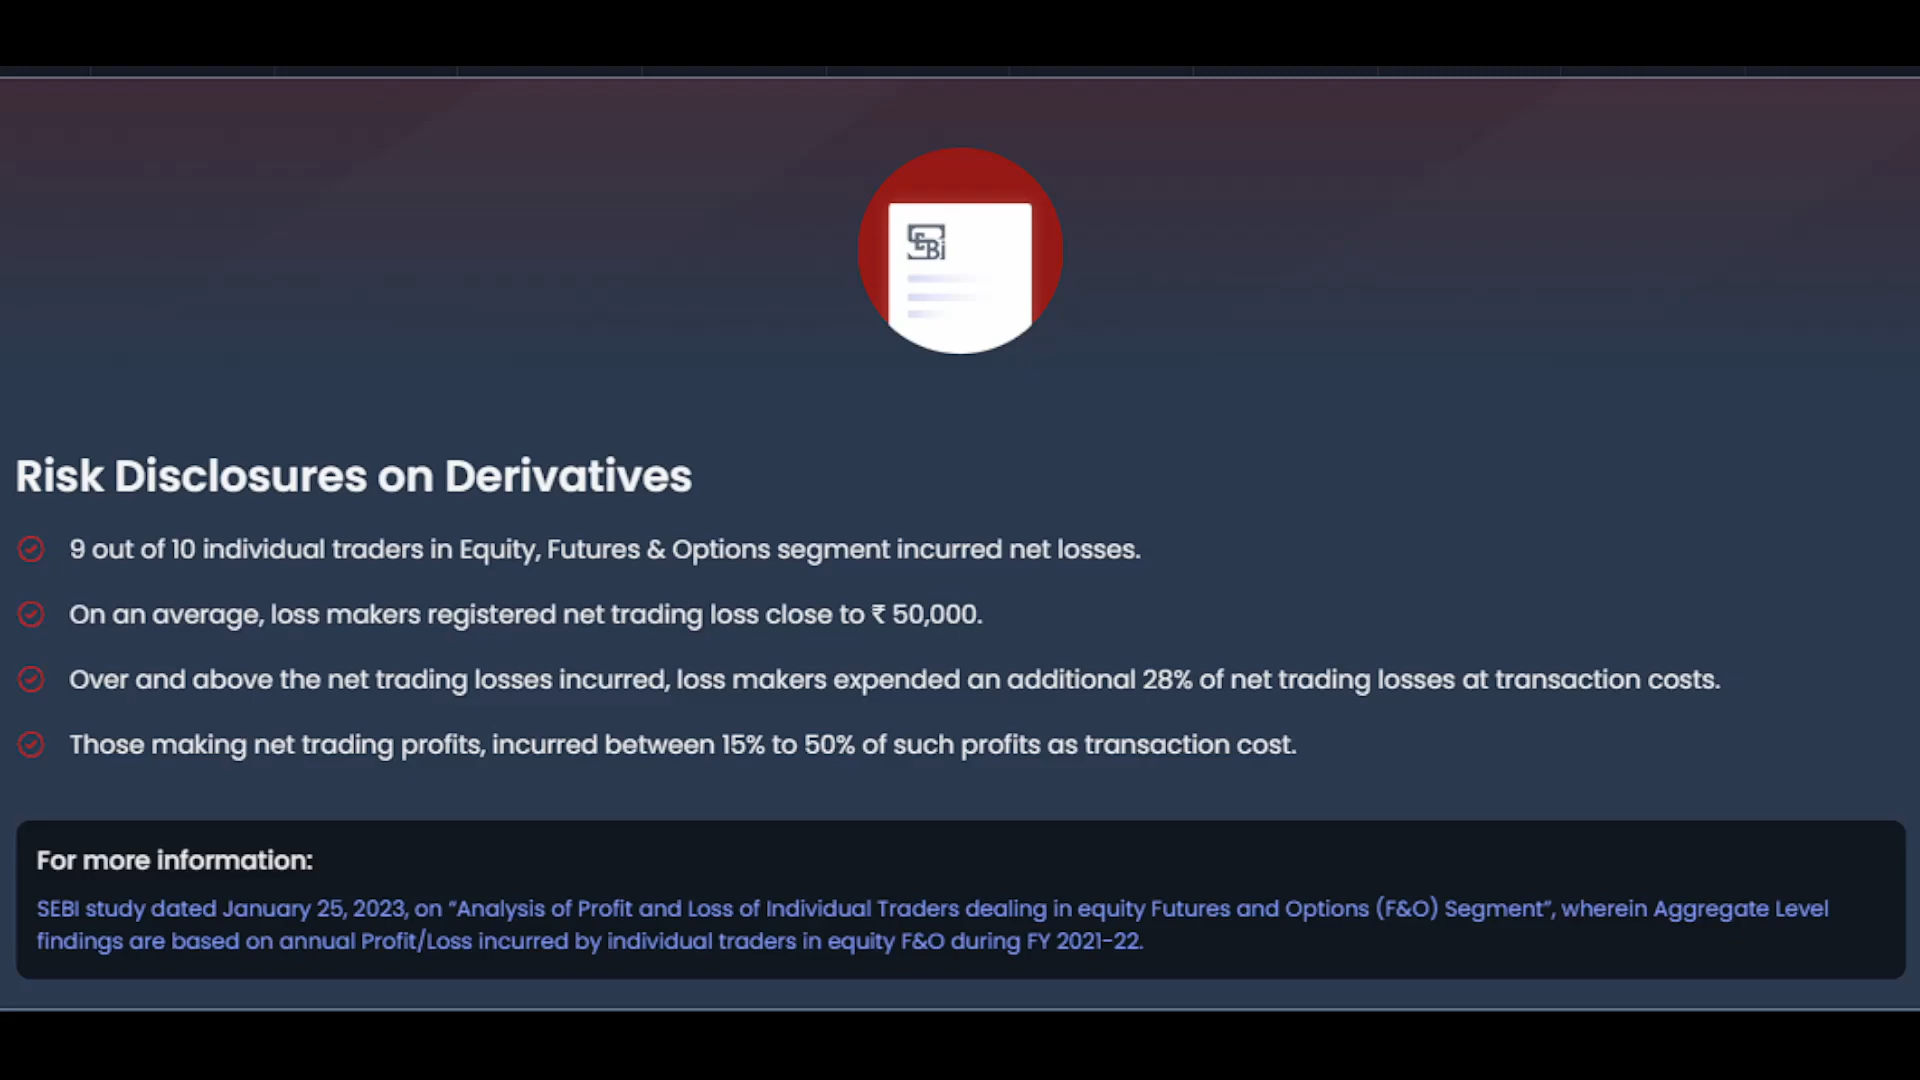 SEBi
Risk Disclosures on Derivatives
9 out of 10 individual traders in Equity, Futures & Options segment incurred net losses.
On an average, loss makers registered net trading loss close to ₹ 50,000.
Over and above the net trading losses incurred, loss makers expended an additional 28% of net trading losses at transaction costs.
Those making net trading profits, incurred between 15% to 50% of such profits as transaction cost.
For more information:
SEBI study dated January 25, 2023, on “Analysis of Profit and Loss of Individual Traders dealing in equity Futures and Options (F&O) Segment”, wherein Aggregate Level
findings are based on annual Profit/Loss incurred by individual traders in equity F&O during FY 2021-22.